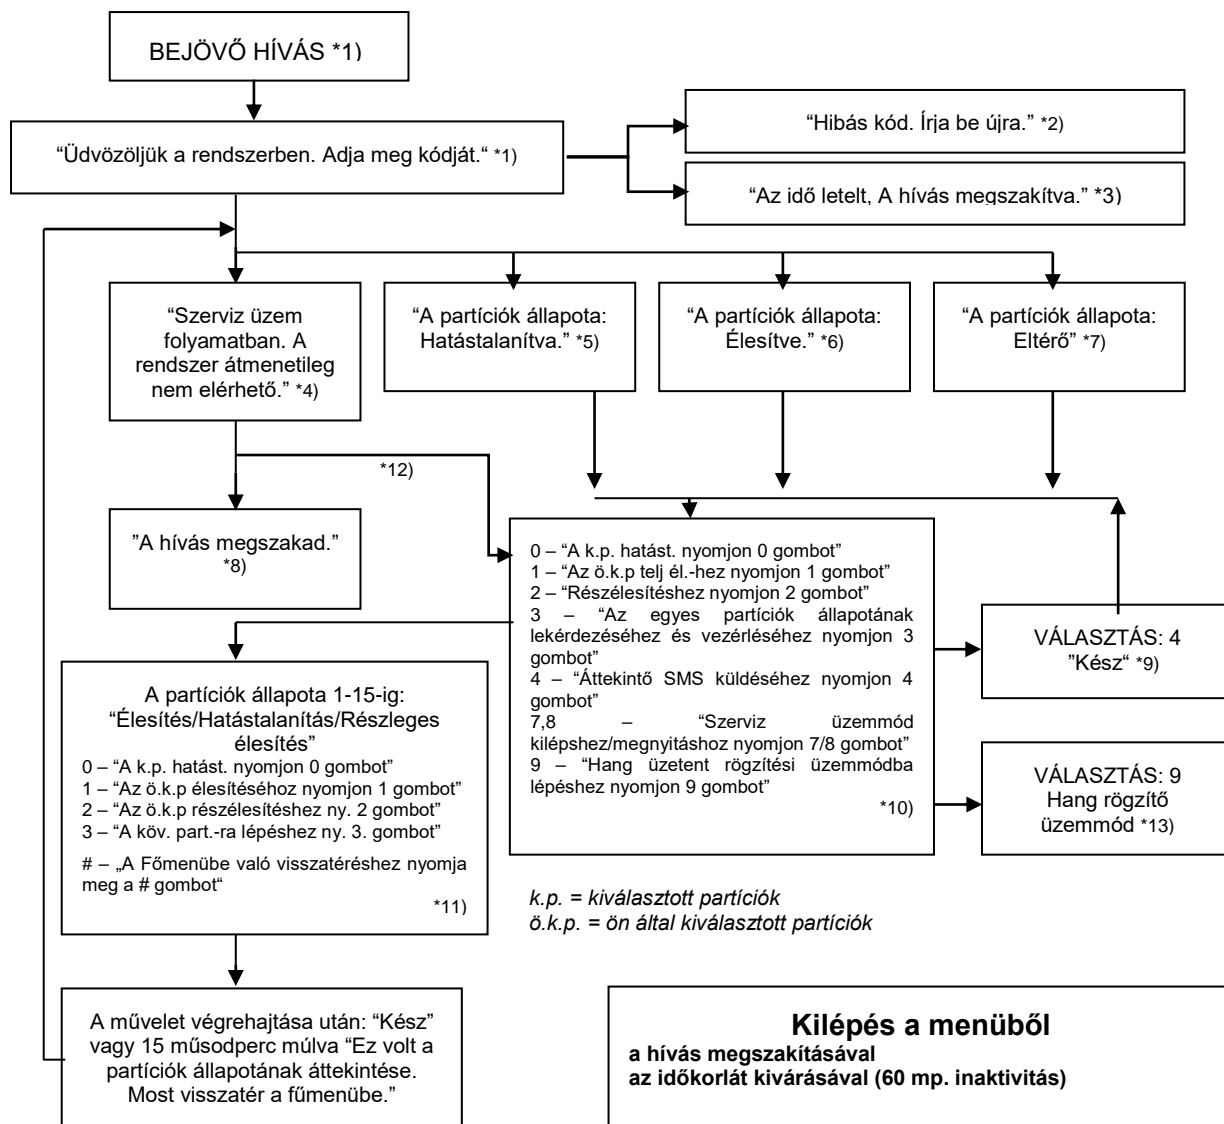 BEJÖVŐ HÍVÁS *1)
“Üdvözöljük a rendszerben. Adja meg kódját.“ *1)
“Hibás kód. Írja be újra.” *2)
“Az idő letelt, A hívás megszakítva.” *3)
“Szerviz üzem
folyamatban. A
rendszer átmenetileg
nem elérhető.” *4)
“A partíciók állapota:
Hatástalanítva.” *5)
“A partíciók állapota:
Élesítve.” *6)
“A partíciók állapota:
Eltérő” *7)
*12)
”A hívás megszakad.”
*8)
0 – “A k.p. hatást. nyomjon 0 gombot”
1 – “Az ö.k.p telj él.-hez nyomjon 1 gombot”
2 – “Részélesítéshez nyomjon 2 gombot”
3 – “Az egyes partíciók állapotának
lekérdezéséhez és vezérléséhez nyomjon 3
gombot”
4 – “Áttekintő SMS küldéséhez nyomjon 4
gombot”
7,8 – “Szerviz üzemmód
kilépshez/megnyitáshoz nyomjon 7/8 gombot”
9 – “Hang üzetent rögzítési üzemmódba
lépéshez nyomjon 9 gombot”
*10)
VÁLASZTÁS: 4
”Kész“ *9)
VÁLASZTÁS: 9
Hang rögzítő
üzemmód *13)
A partíciók állapota 1-15-ig:
“Élesítés/Hatástalanítás/Részleges
élesítés”
0 – “A k.p. hatást. nyomjon 0 gombot”
1 – “Az ö.k.p élesítéséhoz nyomjon 1 gombot”
2 – “Az ö.k.p részélesítéshez ny. 2 gombot”
3 – “A köv. part.-ra lépéshez ny. 3. gombot”
# – „A Főmenübe való visszatéréshez nyomja
meg a # gombot“
*11)
k.p. = kiválasztott partíciók
ö.k.p. = ön által kiválasztott partíciók
A művelet végrehajtása után: “Kész”
vagy 15 műsodperc múlva “Ez volt a
partíciók állapotának áttekintése.
Most visszatér a fűmenübe.”
Kilépés a menüből
a hívás megszakításával
az időkorlát kivárásával (60 mp. inaktivitás)